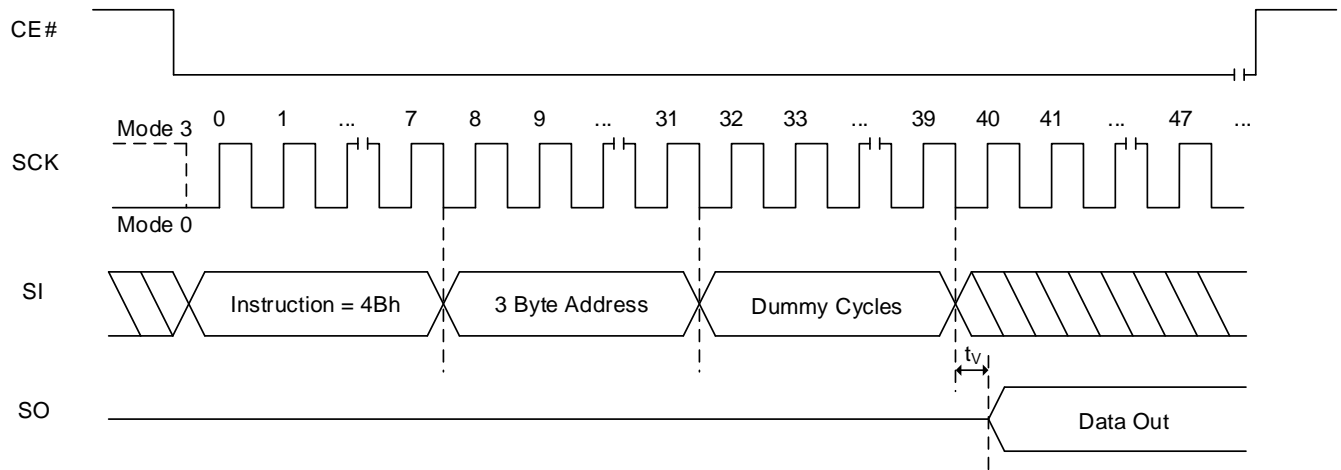 CE#
Mode 3 0 1 ... 7 8 9 ... 31 32 33 ... 39 40 41 ... 47 ...
SCK
Mode 0
SI Instruction = 4Bh 3 Byte Address Dummy Cycles
tV
SO Data Out